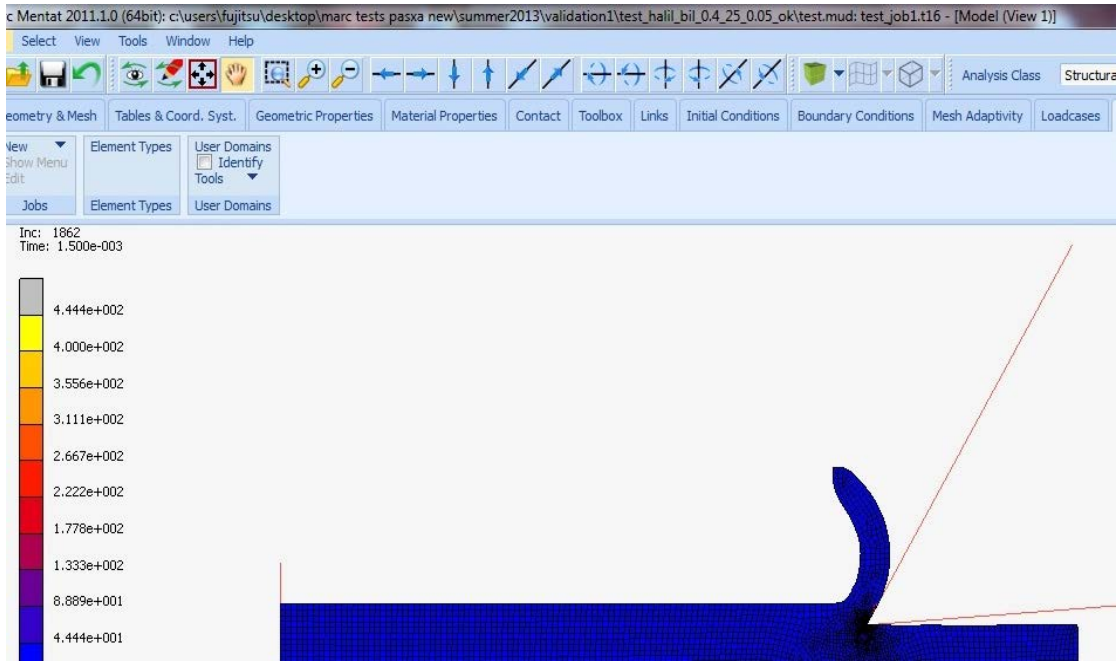 c Mentat 2011.1.0 (64bit): c:\users\fujitsu\desktop\marc tests pasxa new\summer2013\validation1\test_halil_bil_0.4_25_0.05_ok\test.mud: test_job1.t16 - [Model (View 1)]
Select View Tools Window Help
Analysis Class Structura
eometry & Mesh Tables & Coord. Syst. Geometric Properties Material Properties Contact Toolbox Links Initial Conditions Boundary Conditions Mesh Adaptivity Loadcases
New Element Types User Domains
Show Menu Identify
Edit Tools
Jobs Element Types User Domains
Inc: 1862
Time: 1.500e-003
4.444e+002
4.000e+002
3.556e+002
3.111e+002
2.667e+002
2.222e+002
1.778e+002
1.333e+002
8.889e+001
4.444e+001